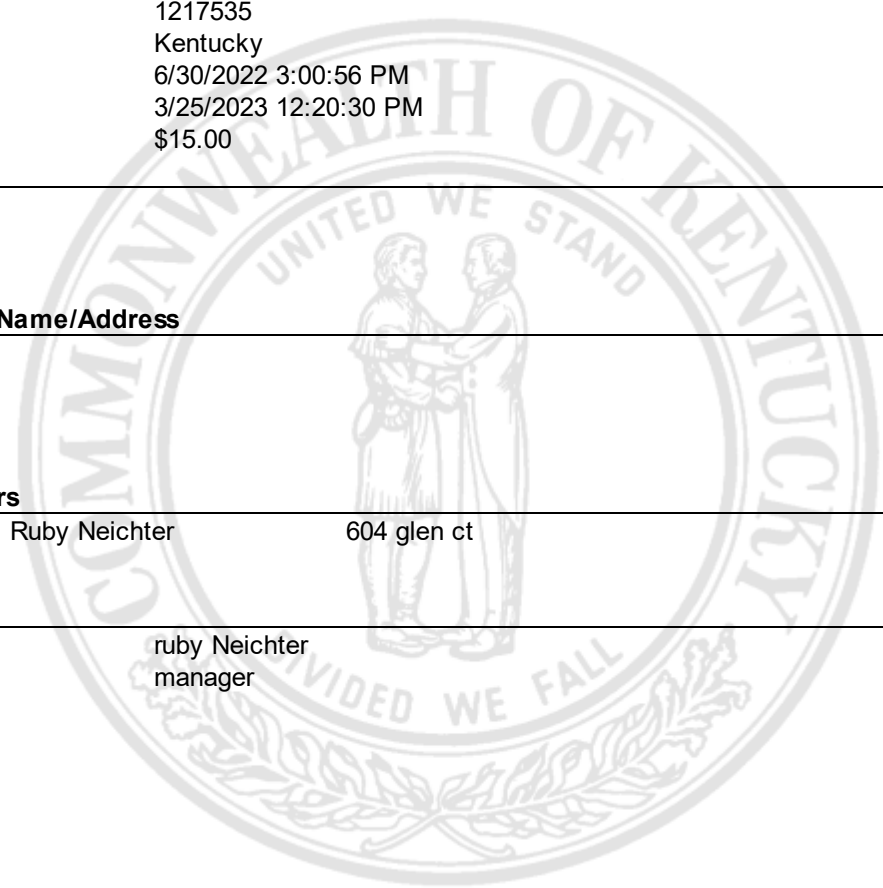 1217535
Kentucky
6/30/2022 3:00:56 PM
3/25/2023 12:20:30 PM
$15.00
COMMONWEALTH OF KENTUCKY
UNITED WE STAND
Name/Address
rs
Ruby Neichter 604 glen ct
ruby Neichter
manager
DIVIDED WE FALL